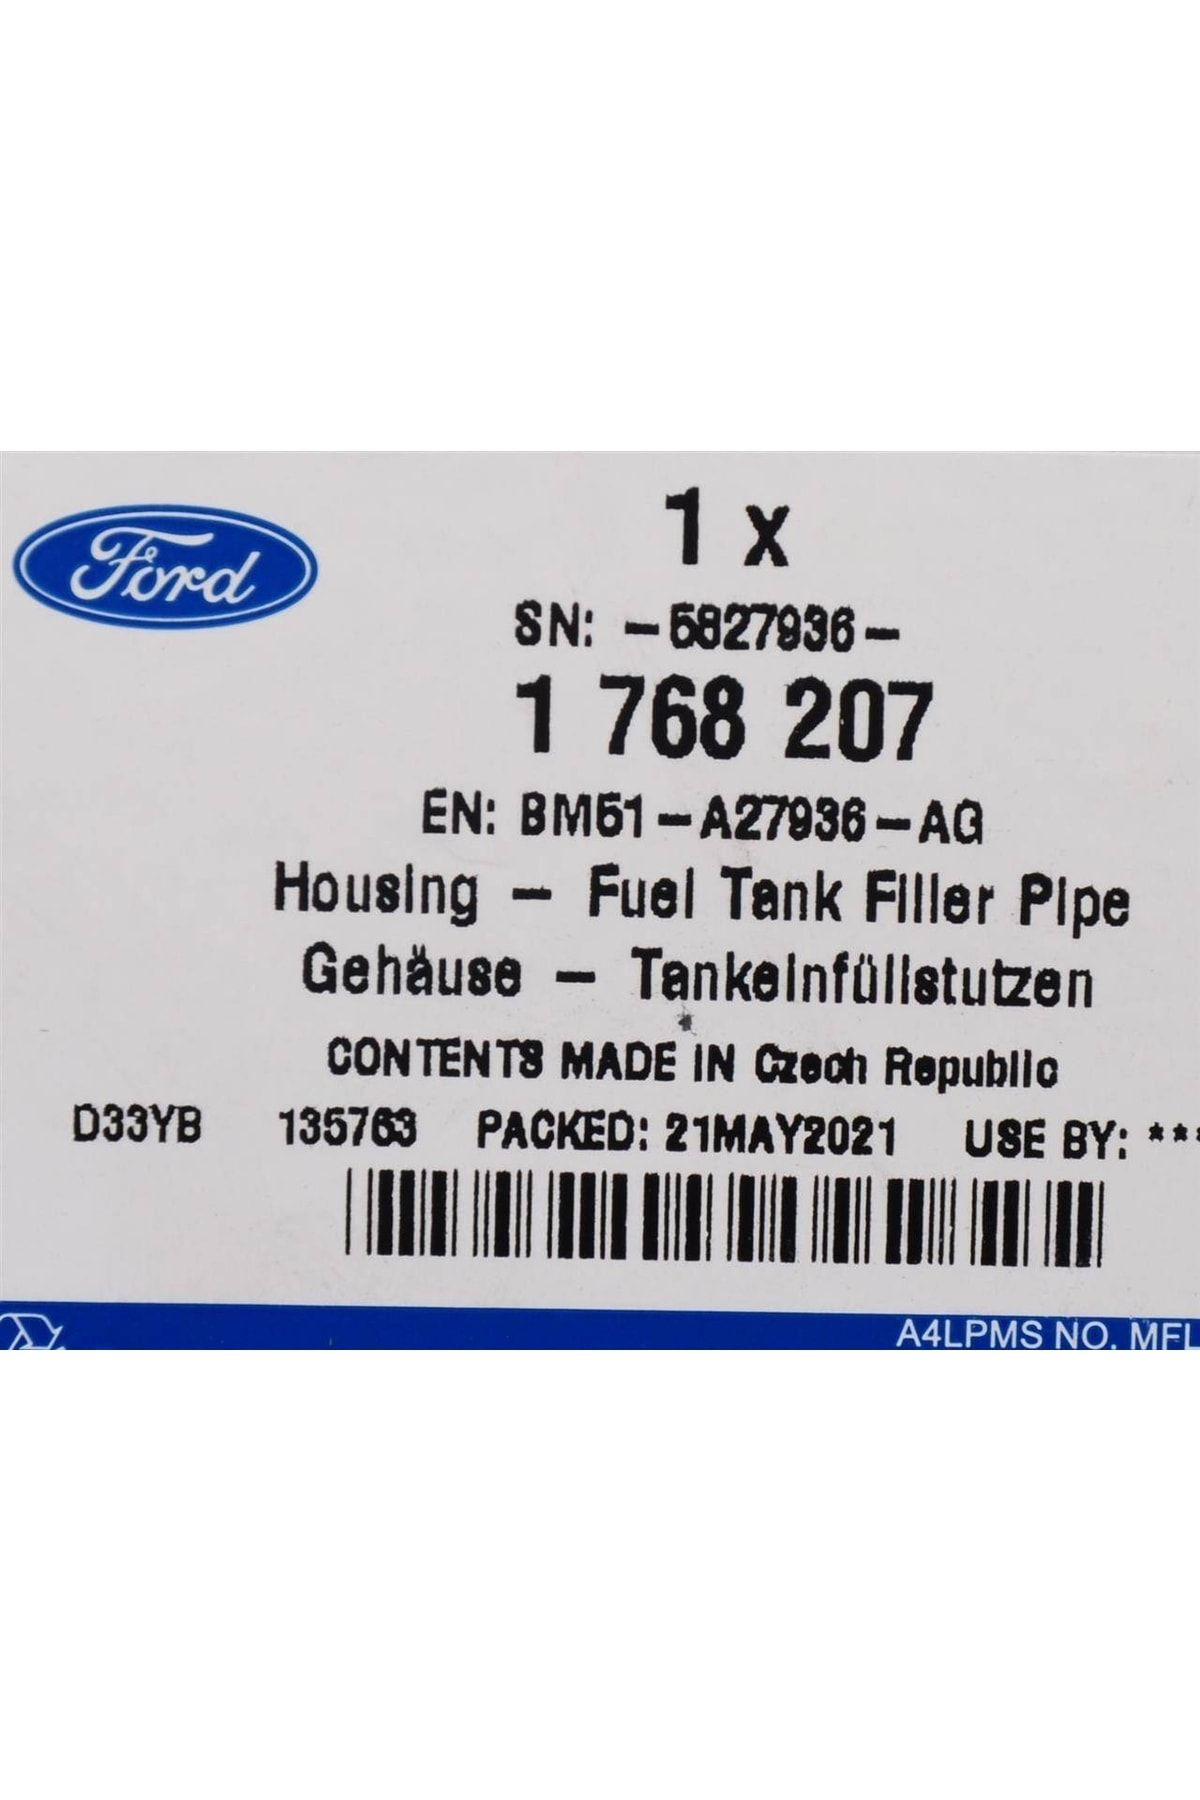 Ford
1 x
SN: -5827936-
1 768 207
EN: BM51-A27936-AG
Housing - Fuel Tank Filler Pipe
Gehäuse - Tankeinfüllstutzen
CONTENTS MADE IN Czech Republic
D33YB 135763 PACKED: 21MAY2021 USE BY: ***
A4LPMS NO. MFL